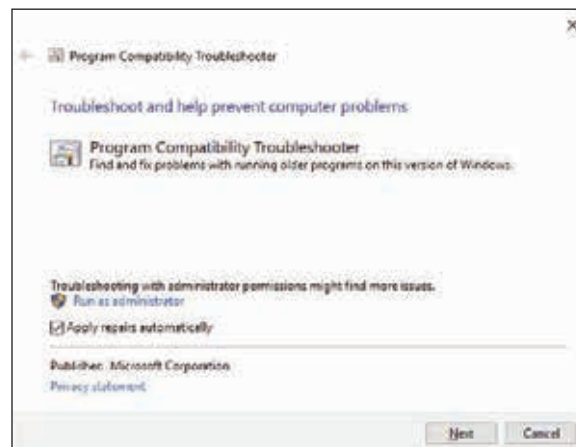 Program Compatibility Troubleshooter
Troubleshoot and help prevent computer problems
Program Compatibility Troubleshooter
Find and fix problems with running older programs on this version of Windows.
Troubleshooting with administrator permissions might find more issues.
Run as administrator
Apply repairs automatically
Publisher: Microsoft Corporation
Privacy statement
Next Cancel